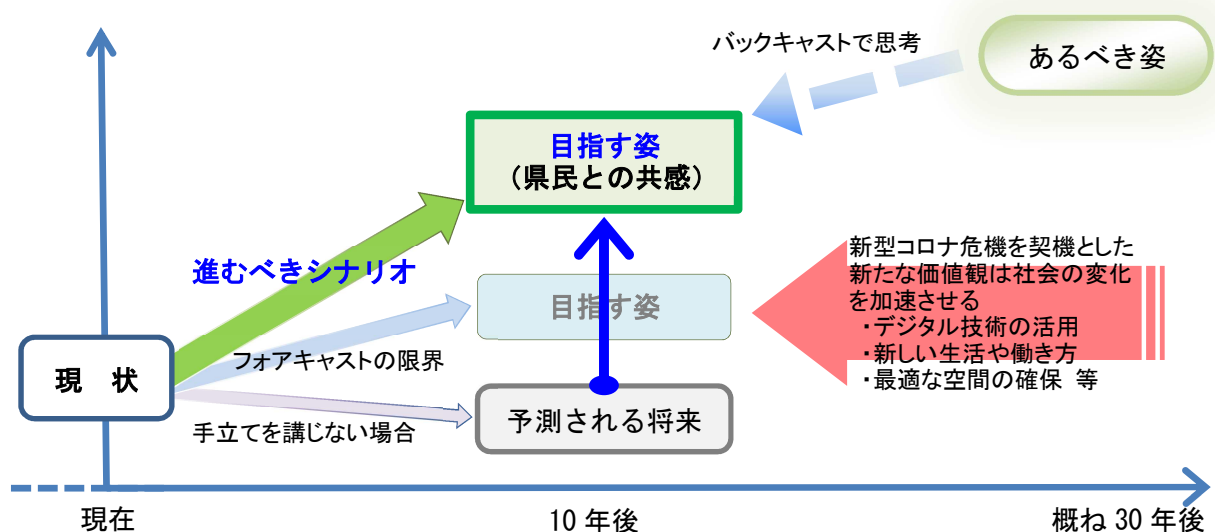 バックキャストで思考
あるべき姿
目指す姿
（県民との共感）
進むべきシナリオ
新型コロナ危機を契機とした
新たな価値観は社会の変化
を加速させる
・デジタル技術の活用
・新しい生活や働き方
・最適な空間の確保 等
目指す姿
フォアキャストの限界
現 状
予測される将来
手立てを講じない場合
現在
10 年後
概ね 30 年後